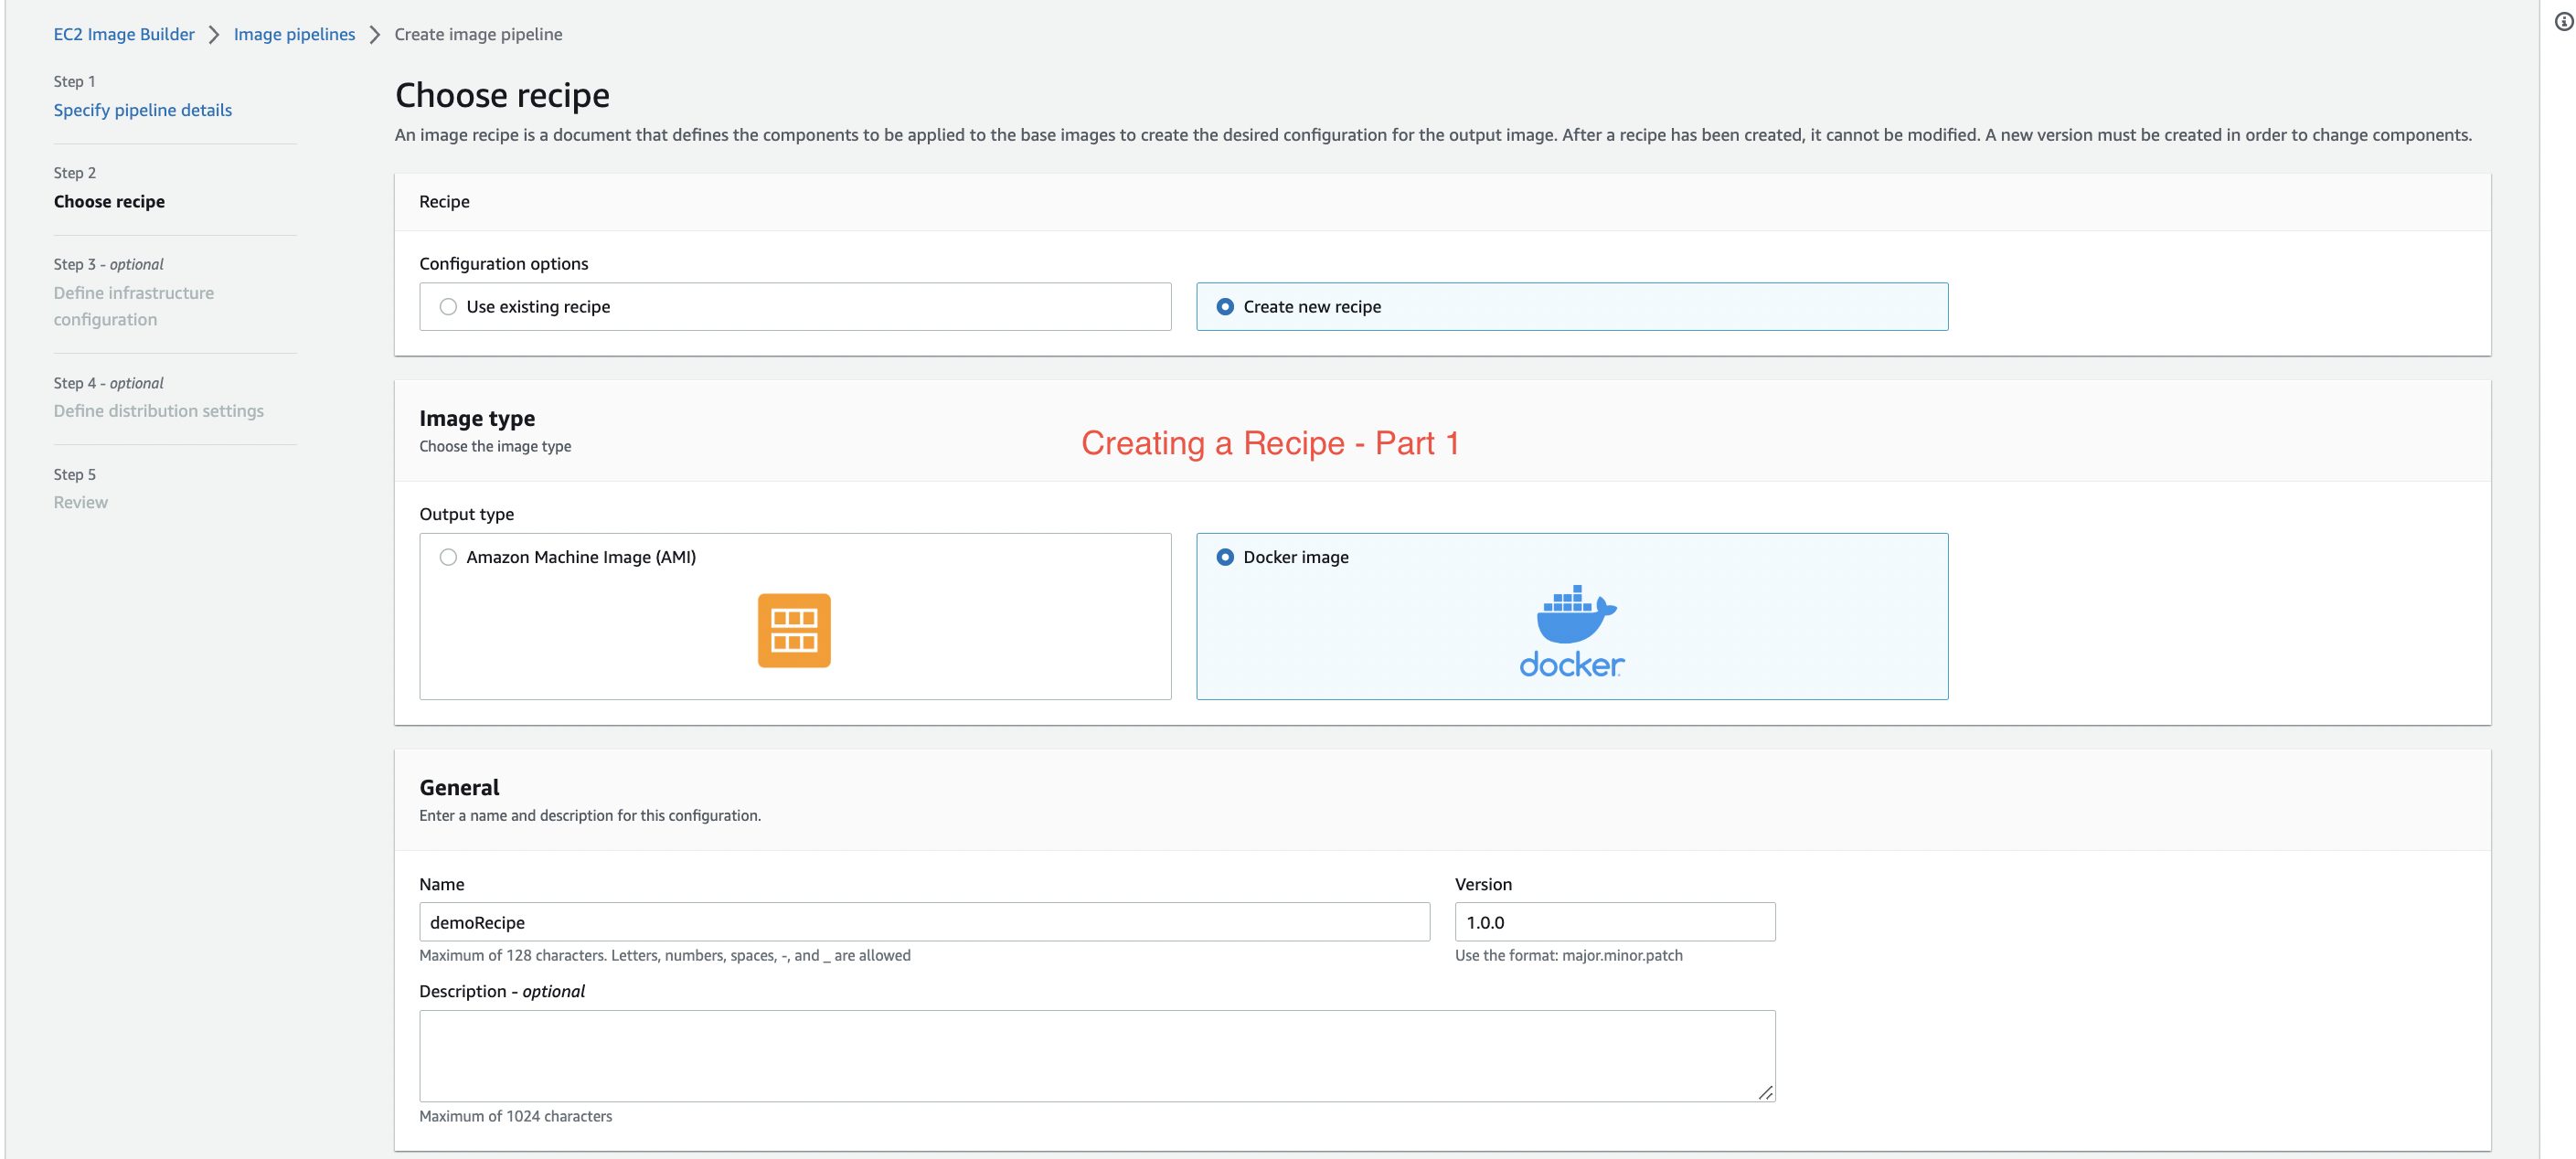 EC2 Image Builder > Image pipelines > Create image pipeline
Step 1
Specify pipeline details
Step 2
Choose recipe
Step 3 - optional
Define infrastructure
configuration
Step 4 - optional
Define distribution settings
Step 5
Review
Choose recipe
An image recipe is a document that defines the components to be applied to the base images to create the desired configuration for the output image. After a recipe has been created, it cannot be modified. A new version must be created in order to change components.
Recipe
Configuration options
Use existing recipe
Create new recipe
Image type
Choose the image type
Creating a Recipe - Part 1
Output type
Amazon Machine Image (AMI)
Docker image
docker
General
Enter a name and description for this configuration.
Name
demoRecipe
Maximum of 128 characters. Letters, numbers, spaces, -, and _ are allowed
Version
1.0.0
Use the format: major.minor.patch
Description - optional
Maximum of 1024 characters